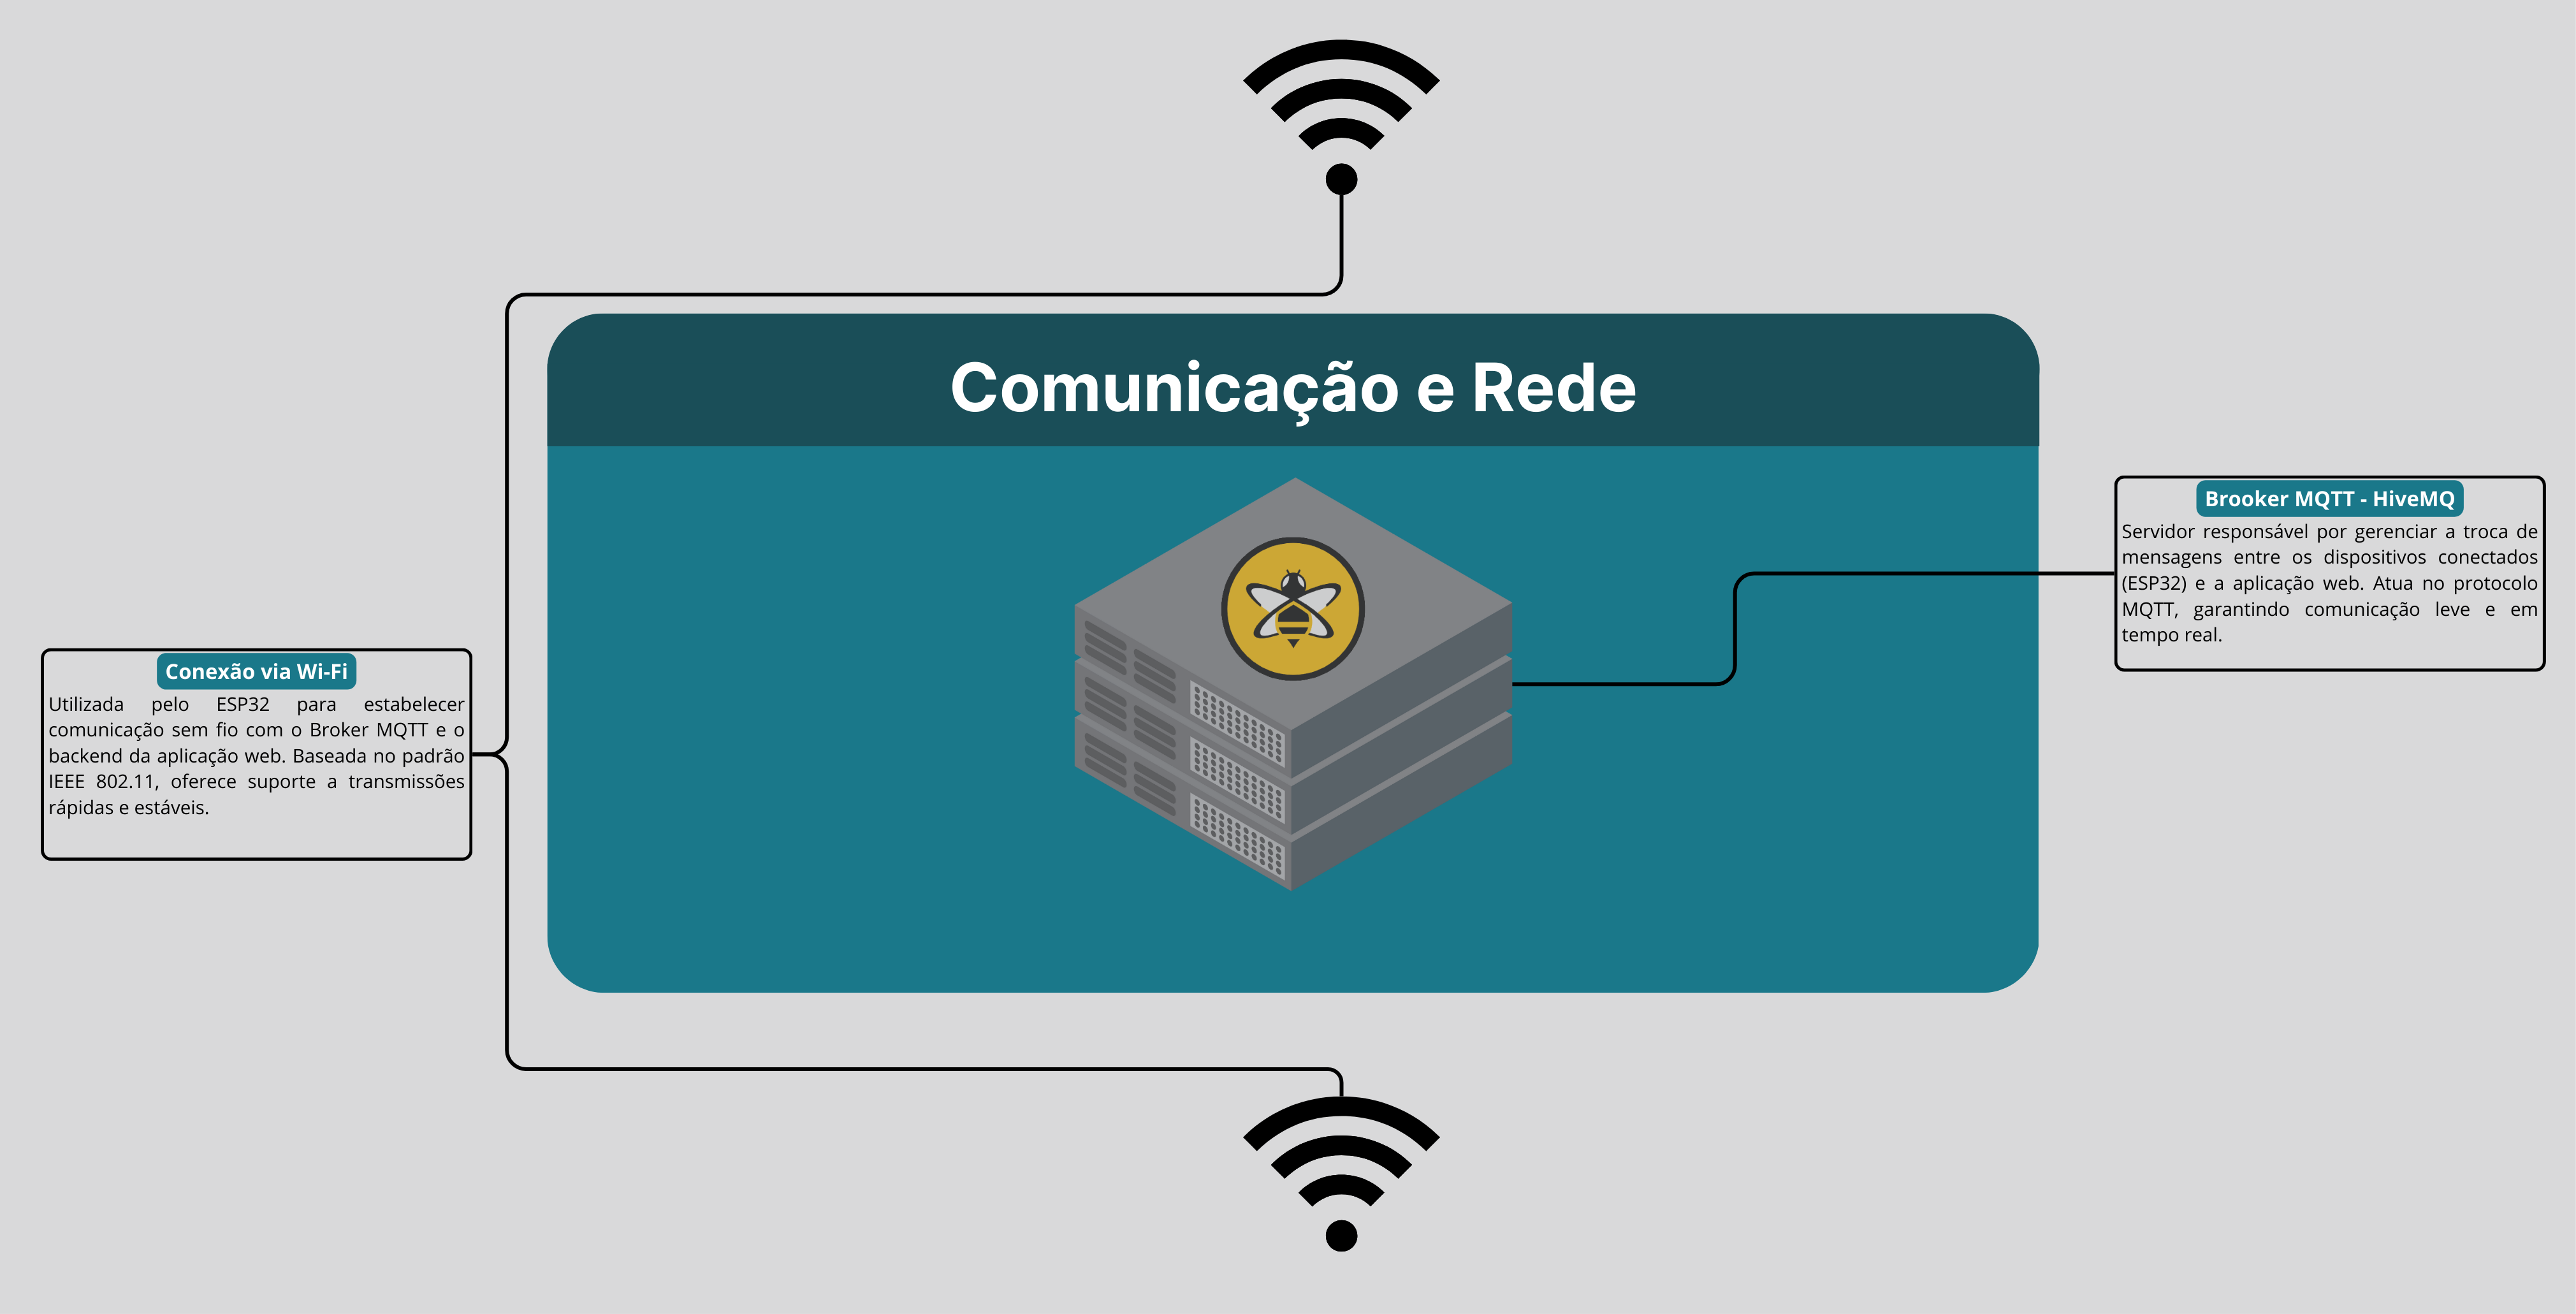 Comunicação e Rede
Conexão via Wi-Fi
Utilizada pelo ESP32 para estabelecer
comunicação sem fio com o Broker MQTT e o
backend da aplicação web. Baseada no padrão
IEEE 802.11, oferece suporte a transmissões
rápidas e estáveis.
Brooker MQTT - HiveMQ
Servidor responsável por gerenciar a troca de
mensagens entre os dispositivos conectados
(ESP32) e a aplicação web. Atua no protocolo
MQTT, garantindo comunicação leve e em
tempo real.